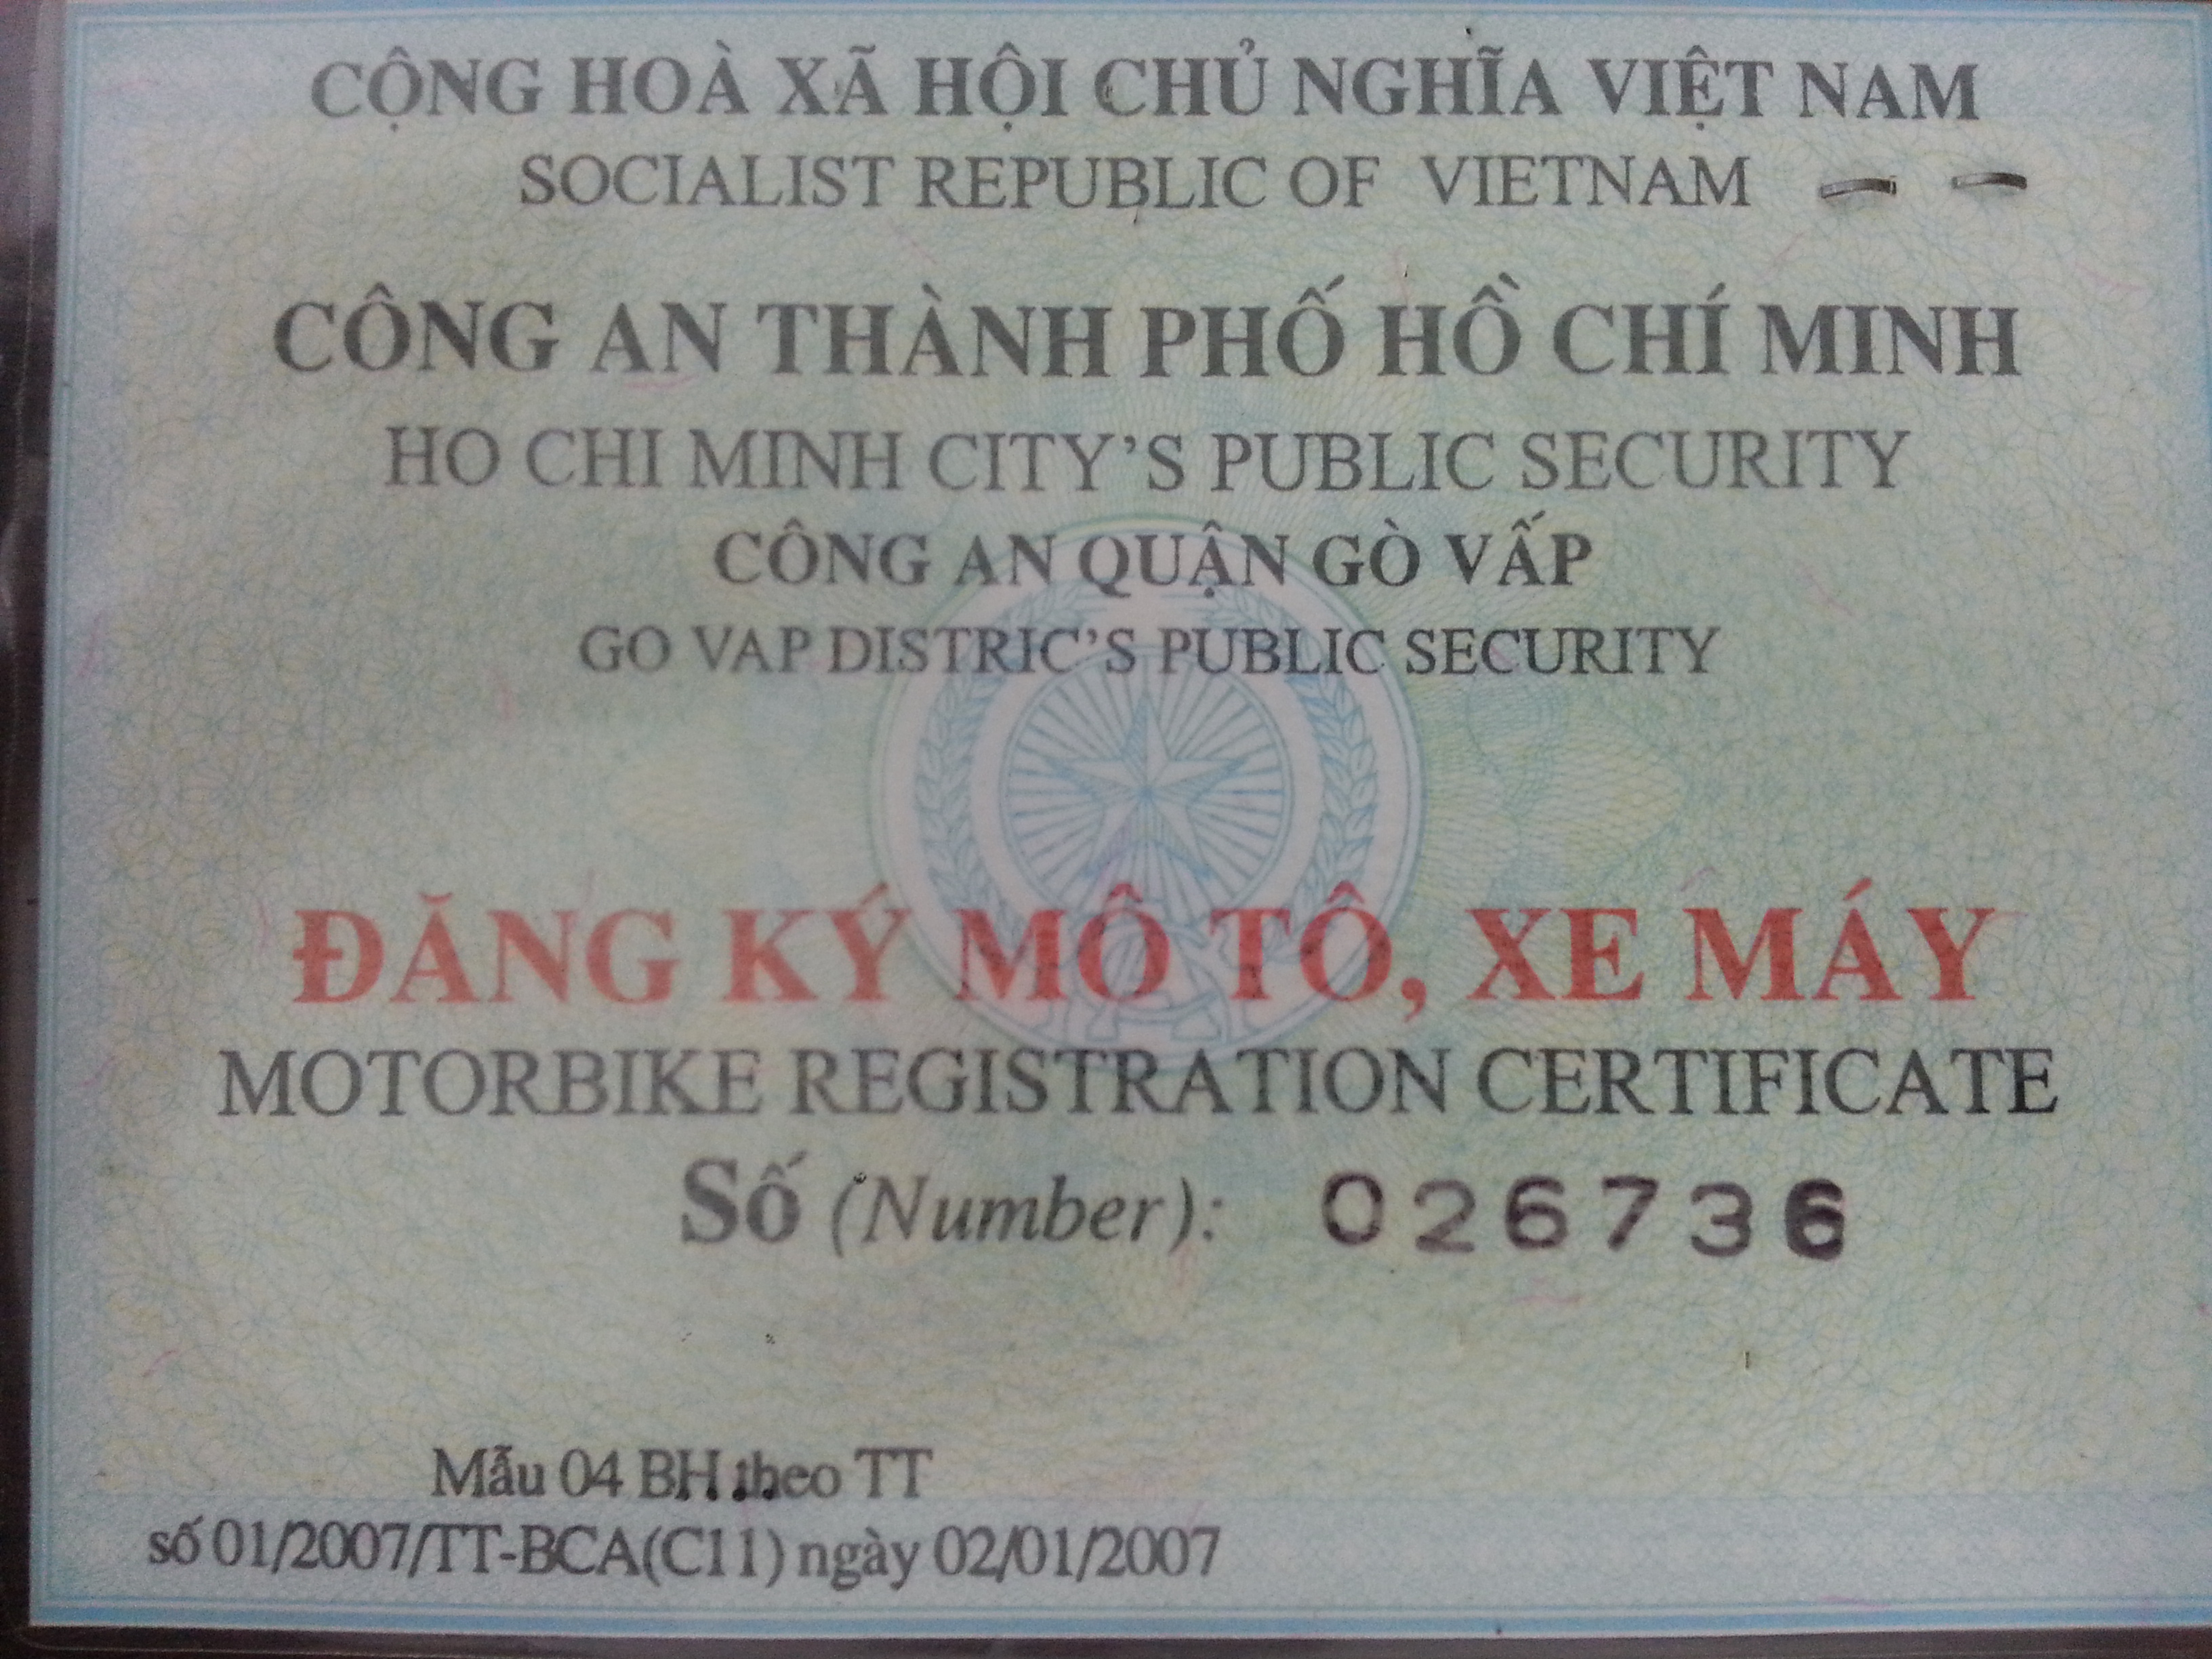 CỘNG HOÀ XÃ HỘI CHỦ NGHĨA VIỆT NAM
SOCIALIST REPUBLIC OF VIETNAM
CÔNG AN THÀNH PHỐ HỒ CHÍ MINH
HO CHI MINH CITY'S PUBLIC SECURITY
CÔNG AN QUẬN GÒ VẤP
GO VAP DISTRIC'S PUBLIC SECURITY
ĐĂNG KÝ MÔ TÔ, XE MÁY
MOTORBIKE REGISTRATION CERTIFICATE
Số (Number): 026736
Mẫu 04 BH theo TT
số 01/2007/TT-BCA(C11) ngày 02/01/2007